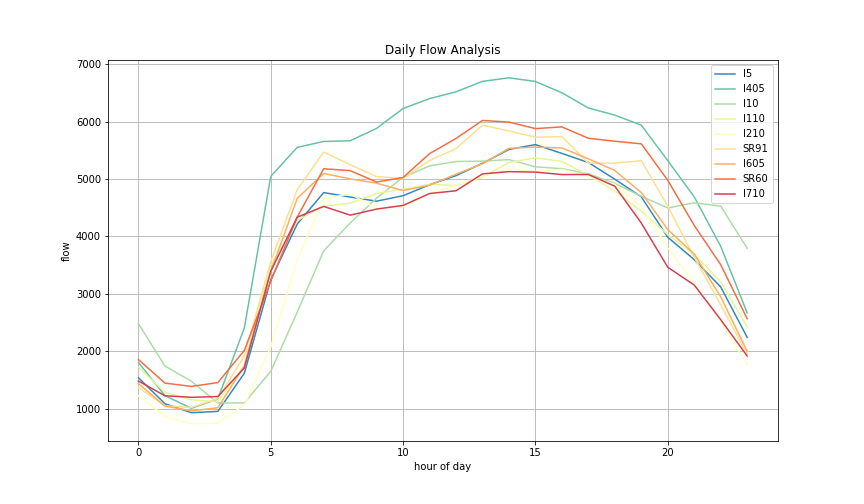 Daily Flow Analysis
7000
6000
5000
4000
3000
2000
1000
flow
0
5
10
15
20
hour of day
I5
I405
I10
I110
I210
SR91
I605
SR60
I710